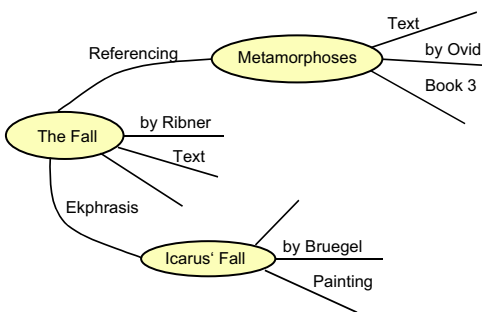 Text
Referencing
Metamorphoses
by Ovid
Book 3
The Fall
by Ribner
Text
Ekphrasis
Icarus‘ Fall
by Bruegel
Painting